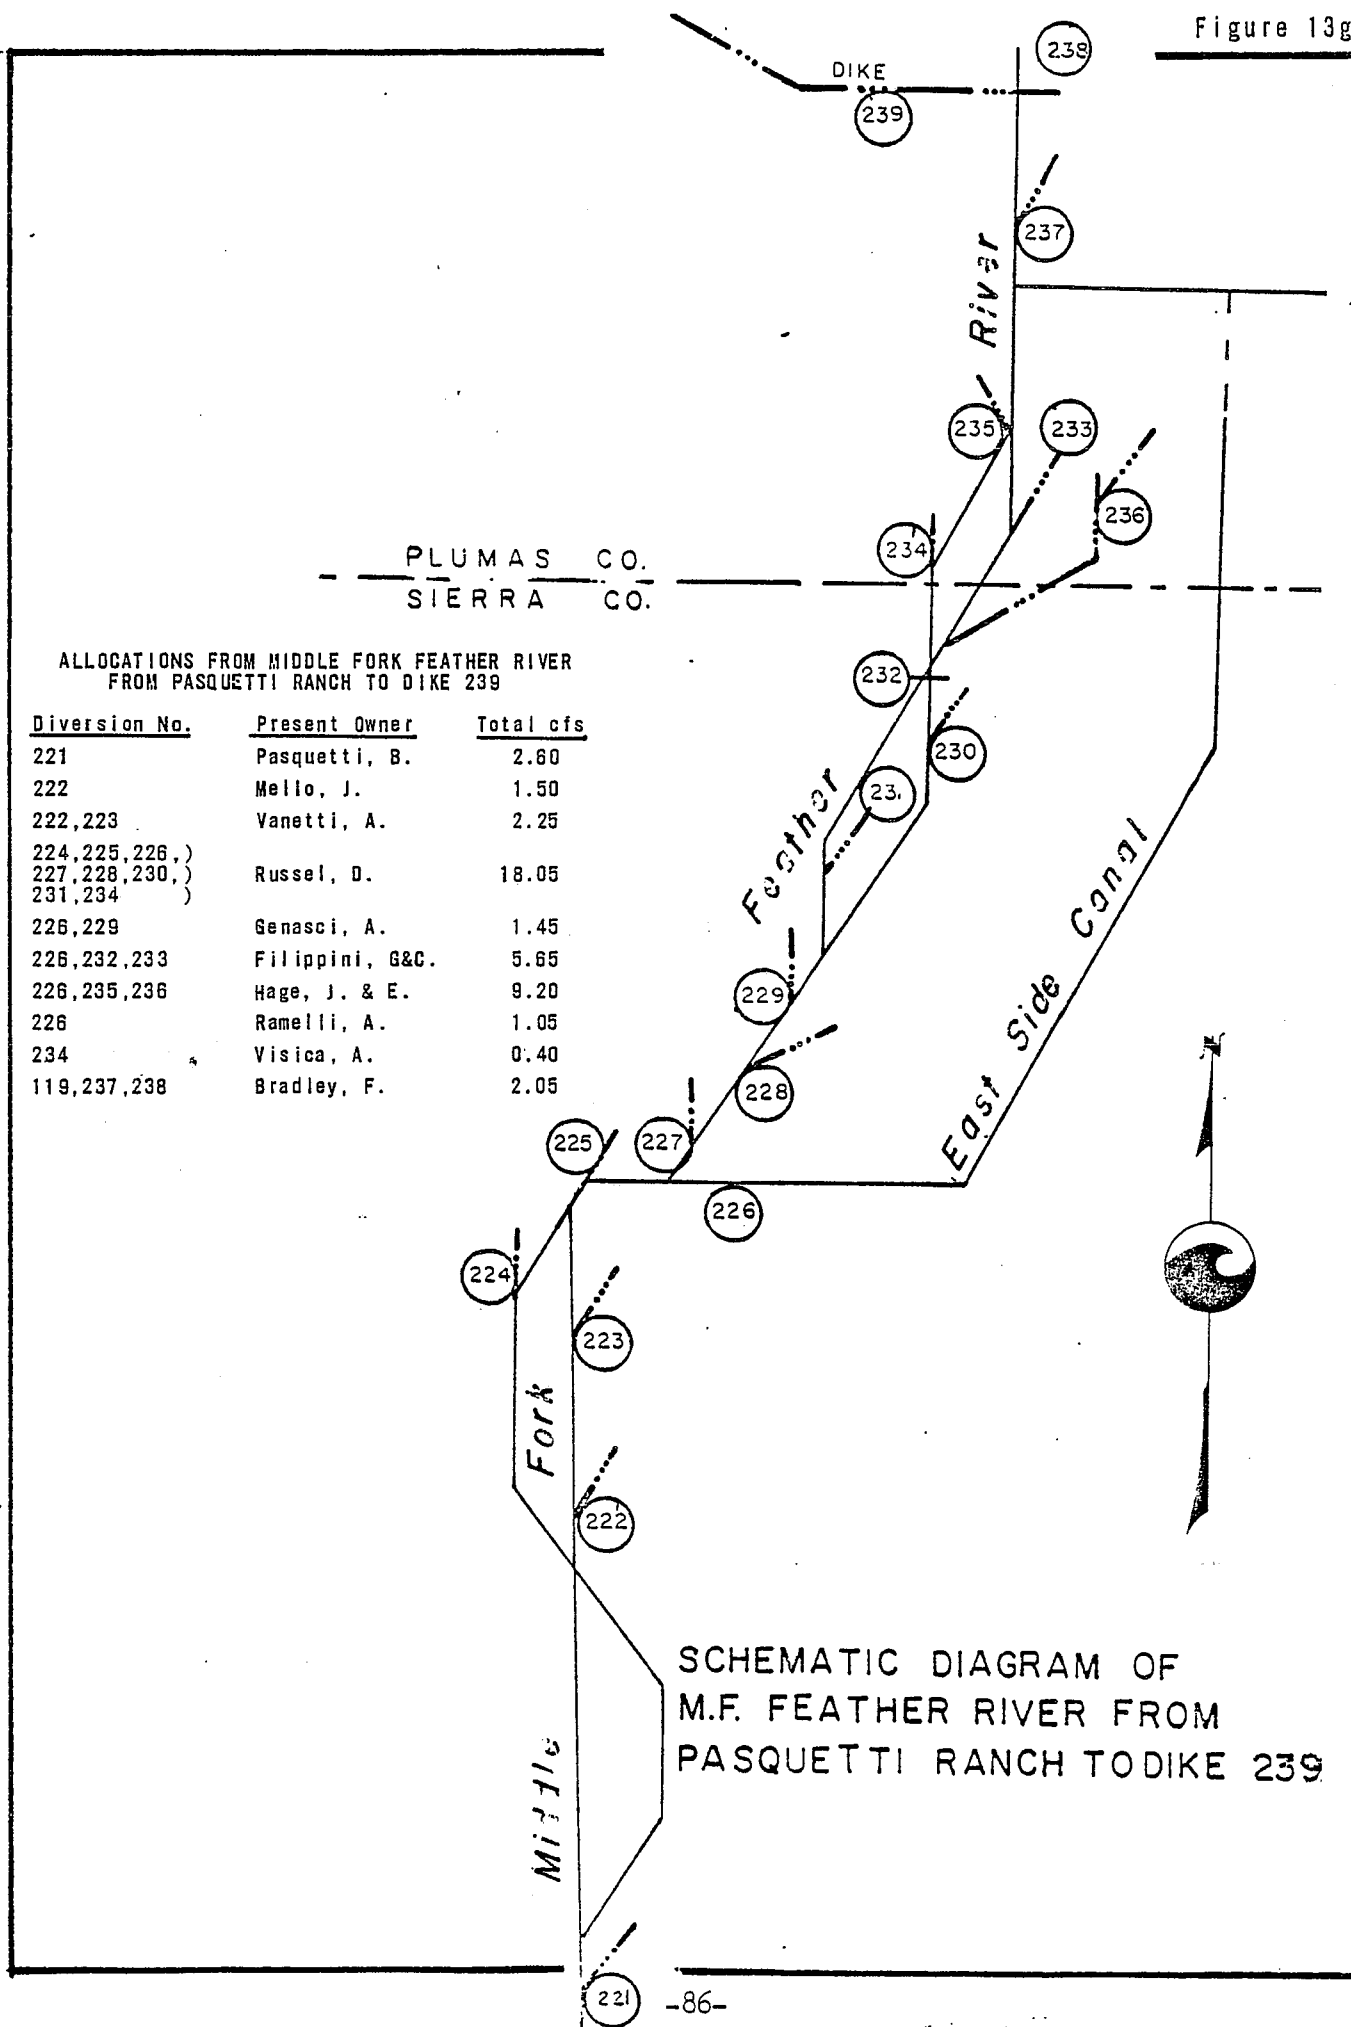 Figure 13g
238
DIKE
239
237
River
235
233
236
234
PLUMAS CO.
SIERRA CO.
ALLOCATIONS FROM MIDDLE FORK FEATHER RIVER
FROM PASQUETTI RANCH TO DIKE 239
Diversion No. Present Owner Total cfs
221 Pasquetti, B. 2.60
222 Mello, J. 1.50
222,223 Vanetti, A. 2.25
224,225,226,)
227,228,230,) Russel, D. 18.05
231,234 )
226,229 Genasci, A. 1.45
226,232,233 Filippini, G&C. 5.65
226,235,236 Hage, J. & E. 9.20
226 Ramelli, A. 1.05
234 Visica, A. 0.40
119,237,238 Bradley, F. 2.05
232
230
231
Feather
229
228
East Side Canal
225
227
226
224
223
Fork
222
N
SCHEMATIC DIAGRAM OF
M.F. FEATHER RIVER FROM
PASQUETTI RANCH TO DIKE 239
Middle
221
-86-